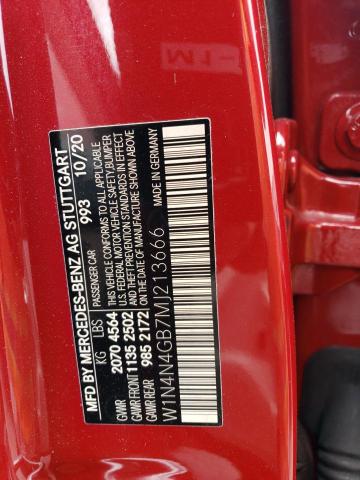 MFD BY MERCEDES-BENZ AG STUTTGART
993 10/20
PASSENGER CAR
KG LBS
GVWR 2070 4564
GAWR FRONT 1135 2502
GAWR REAR 985 2172
THIS VEHICLE CONFORMS TO ALL APPLICABLE
U.S. FEDERAL MOTOR VEHICLE SAFETY,BUMPER
AND THEFT PREVENTION STANDARDS IN EFFECT
ON THE DATE OF MANUFACTURE SHOWN ABOVE
MADE IN GERMANY
W1N4N4GB7MJ213666